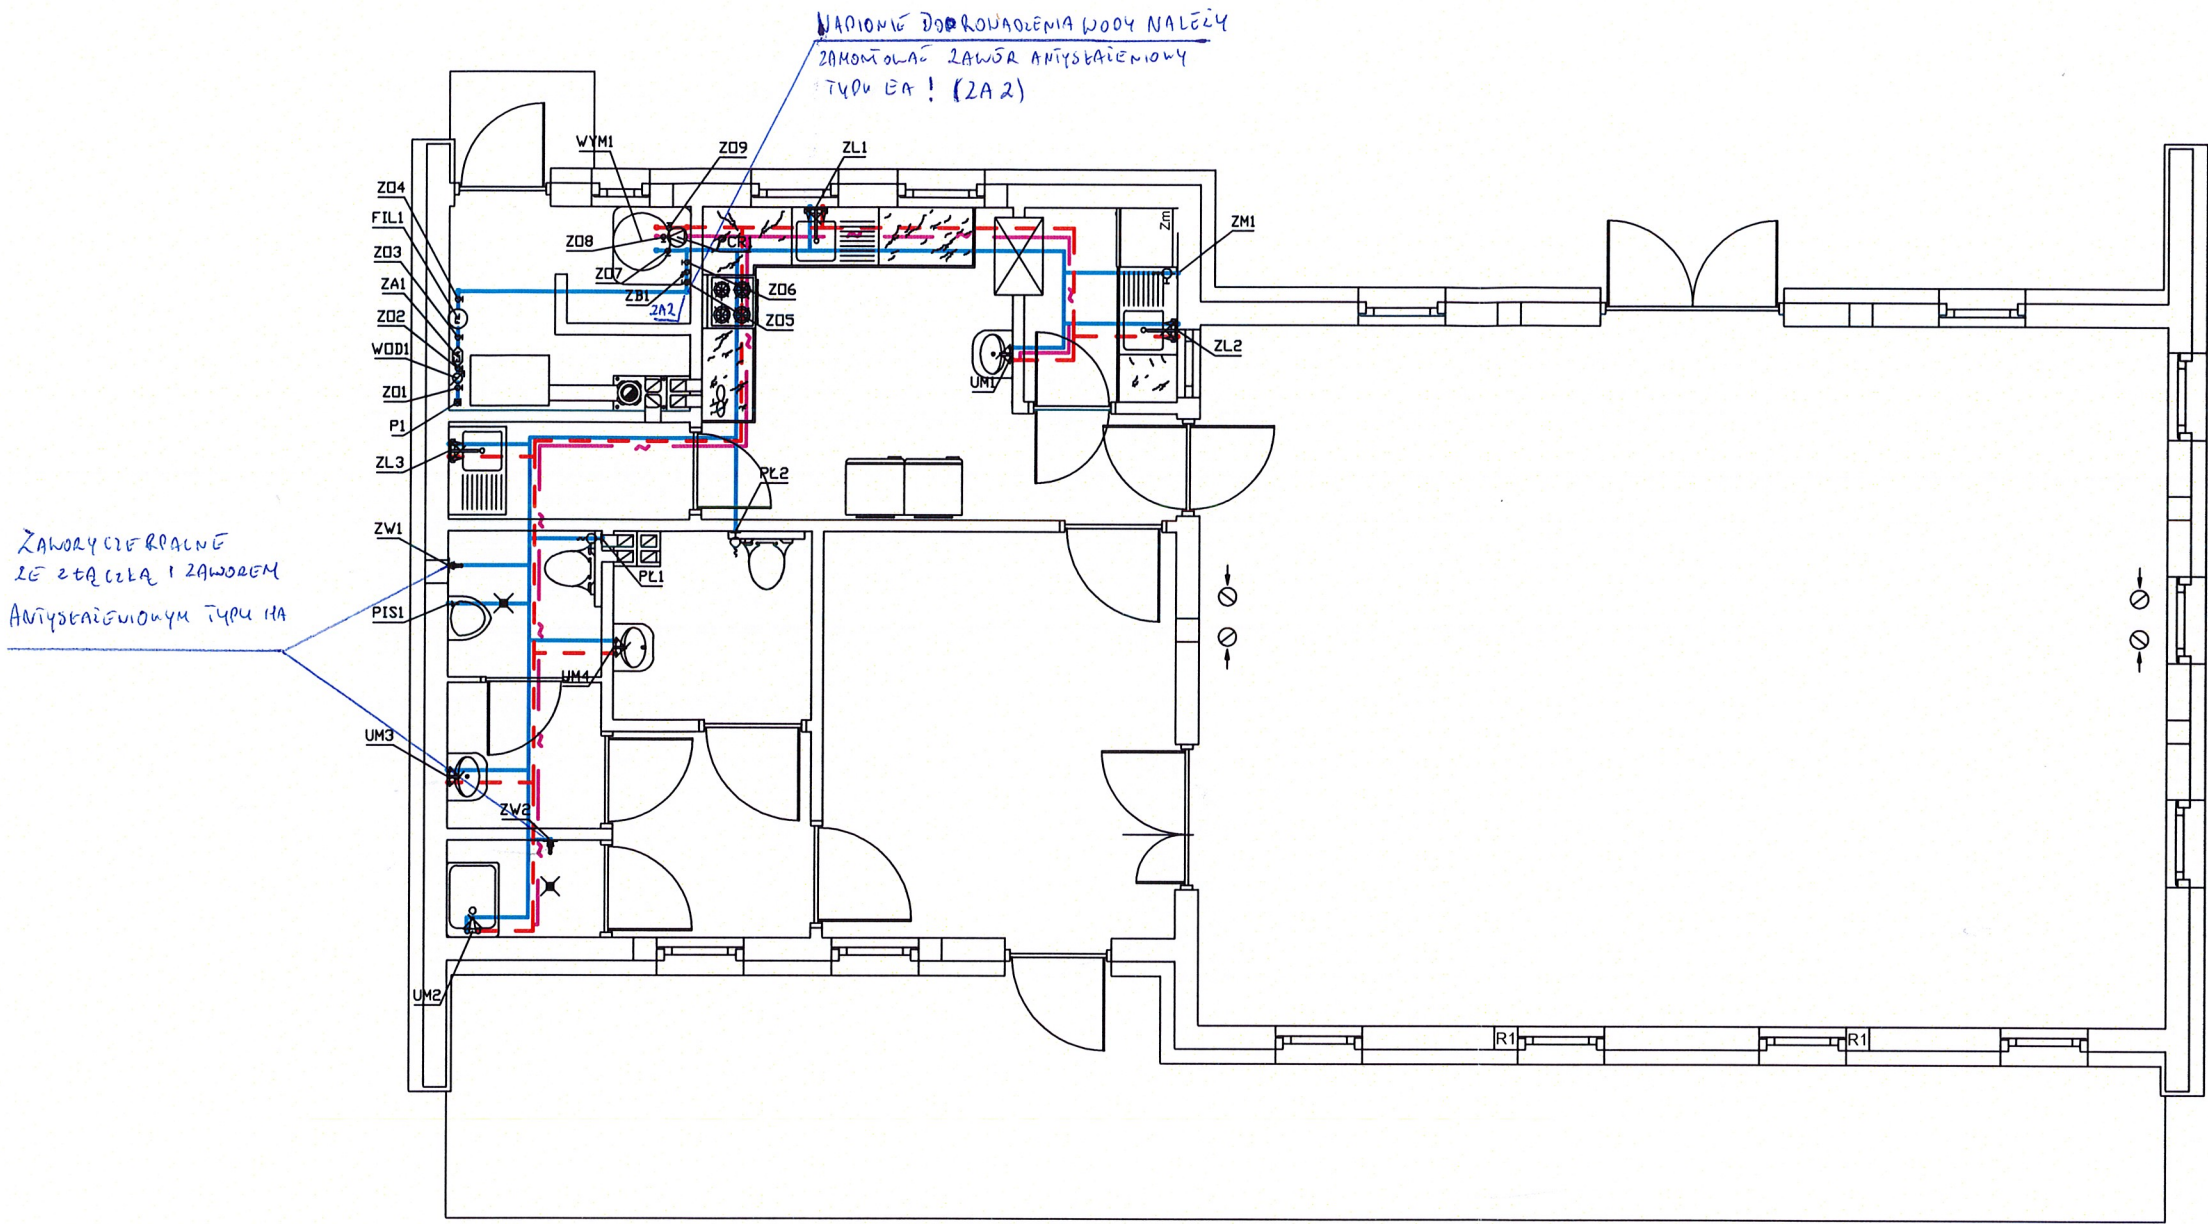 NA PIONIE DOPROWADZENIA WODY NALEŻY
ZAMONTOWAĆ ZAWÓR ANTYSKAŻENIOWY
TYPU EA! (ZA2)
WYM1
ZO9
ZL1
ZO4
FIL1
ZO3
ZA1
ZO2
WOD1
ZO1
P1
ZL3
ZO8
ZO7
ZB1
ZA2
CR1
ZO6
ZO5
Zm
ZM1
ZL2
UM1
PŁ2
ZAWORY CZERPALNE
ZE ZŁĄCZKĄ I ZAWOREM
ANTYSKAŻENIOWYM TYPU HA
ZW1
PIS1
PŁ1
UM4
UM3
ZW2
UM2
R1
R1